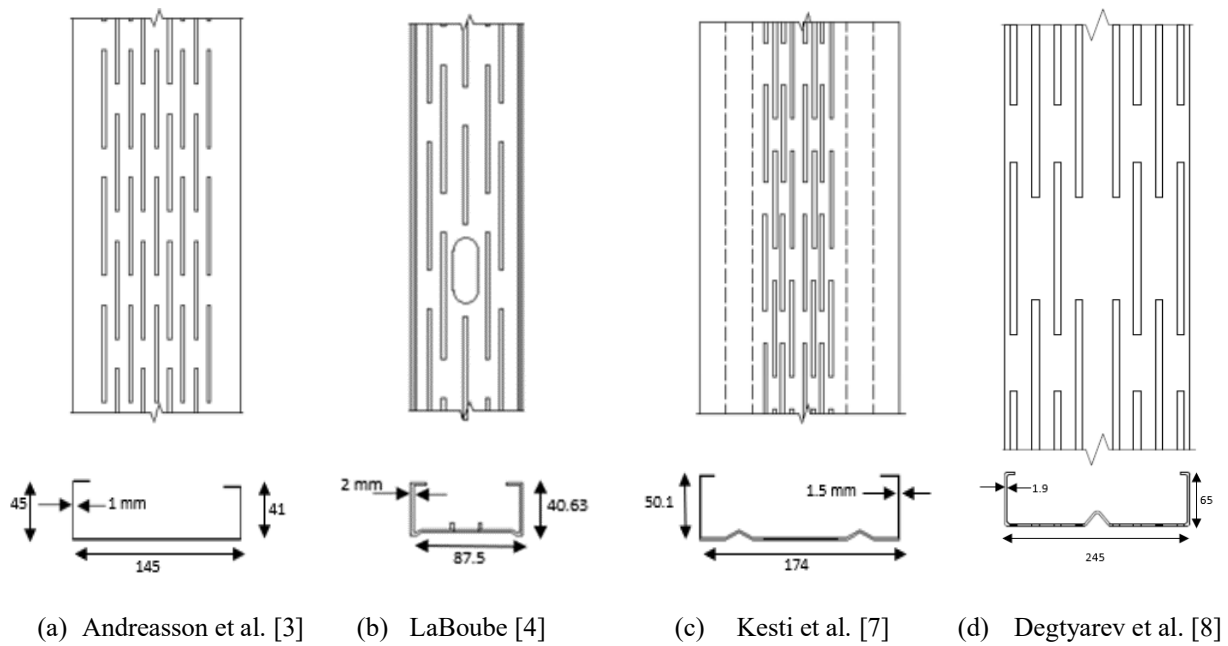 45
1 mm
41
145
2 mm
40.63
87.5
50.1
1.5 mm
174
1.9
65
245
(a) Andreasson et al. [3] (b) LaBoube [4] (c) Kesti et al. [7] (d) Degtyarev et al. [8]